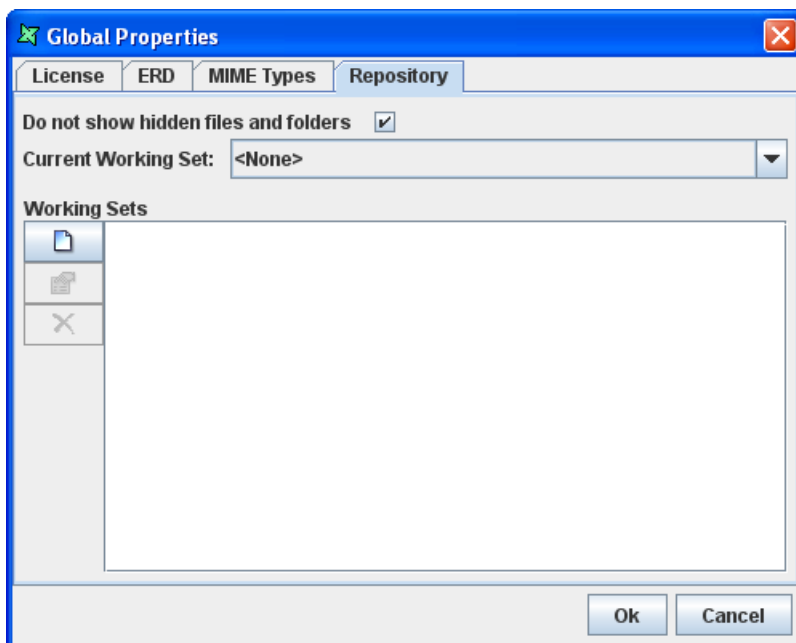 Global Properties
License ERD MIME Types Repository
Do not show hidden files and folders
Current Working Set: <None>
Working Sets
Ok Cancel